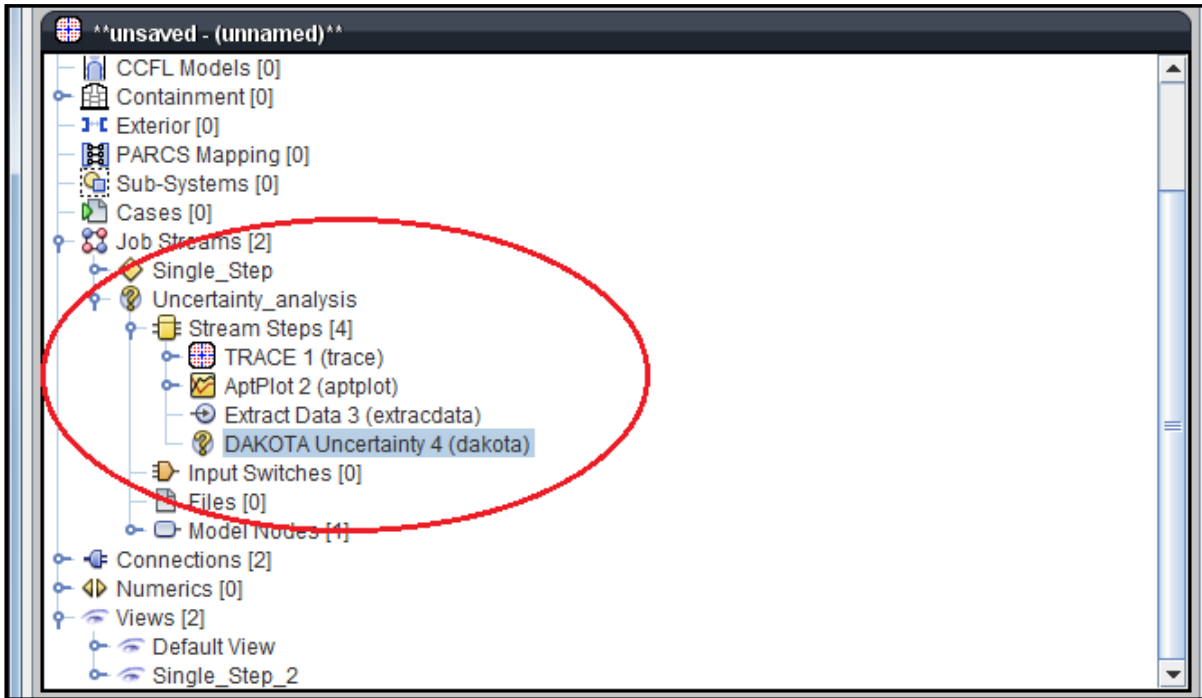 **unsaved - (unnamed)**
CCFL Models [0]
Containment [0]
Exterior [0]
PARCS Mapping [0]
Sub-Systems [0]
Cases [0]
Job Streams [2]
Single_Step
Uncertainty_analysis
Stream Steps [4]
TRACE 1 (trace)
AptPlot 2 (aptplot)
Extract Data 3 (extracdata)
DAKOTA Uncertainty 4 (dakota)
Input Switches [0]
Files [0]
Model Nodes [1]
Connections [2]
Numerics [0]
Views [2]
Default View
Single_Step_2